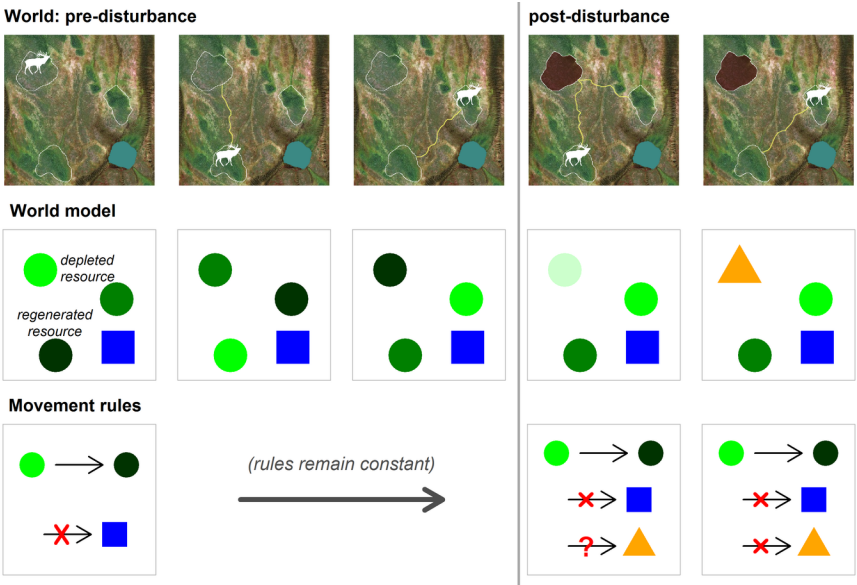 World: pre-disturbance
post-disturbance
World model
depleted
resource
regenerated
resource
Movement rules
(rules remain constant)
?